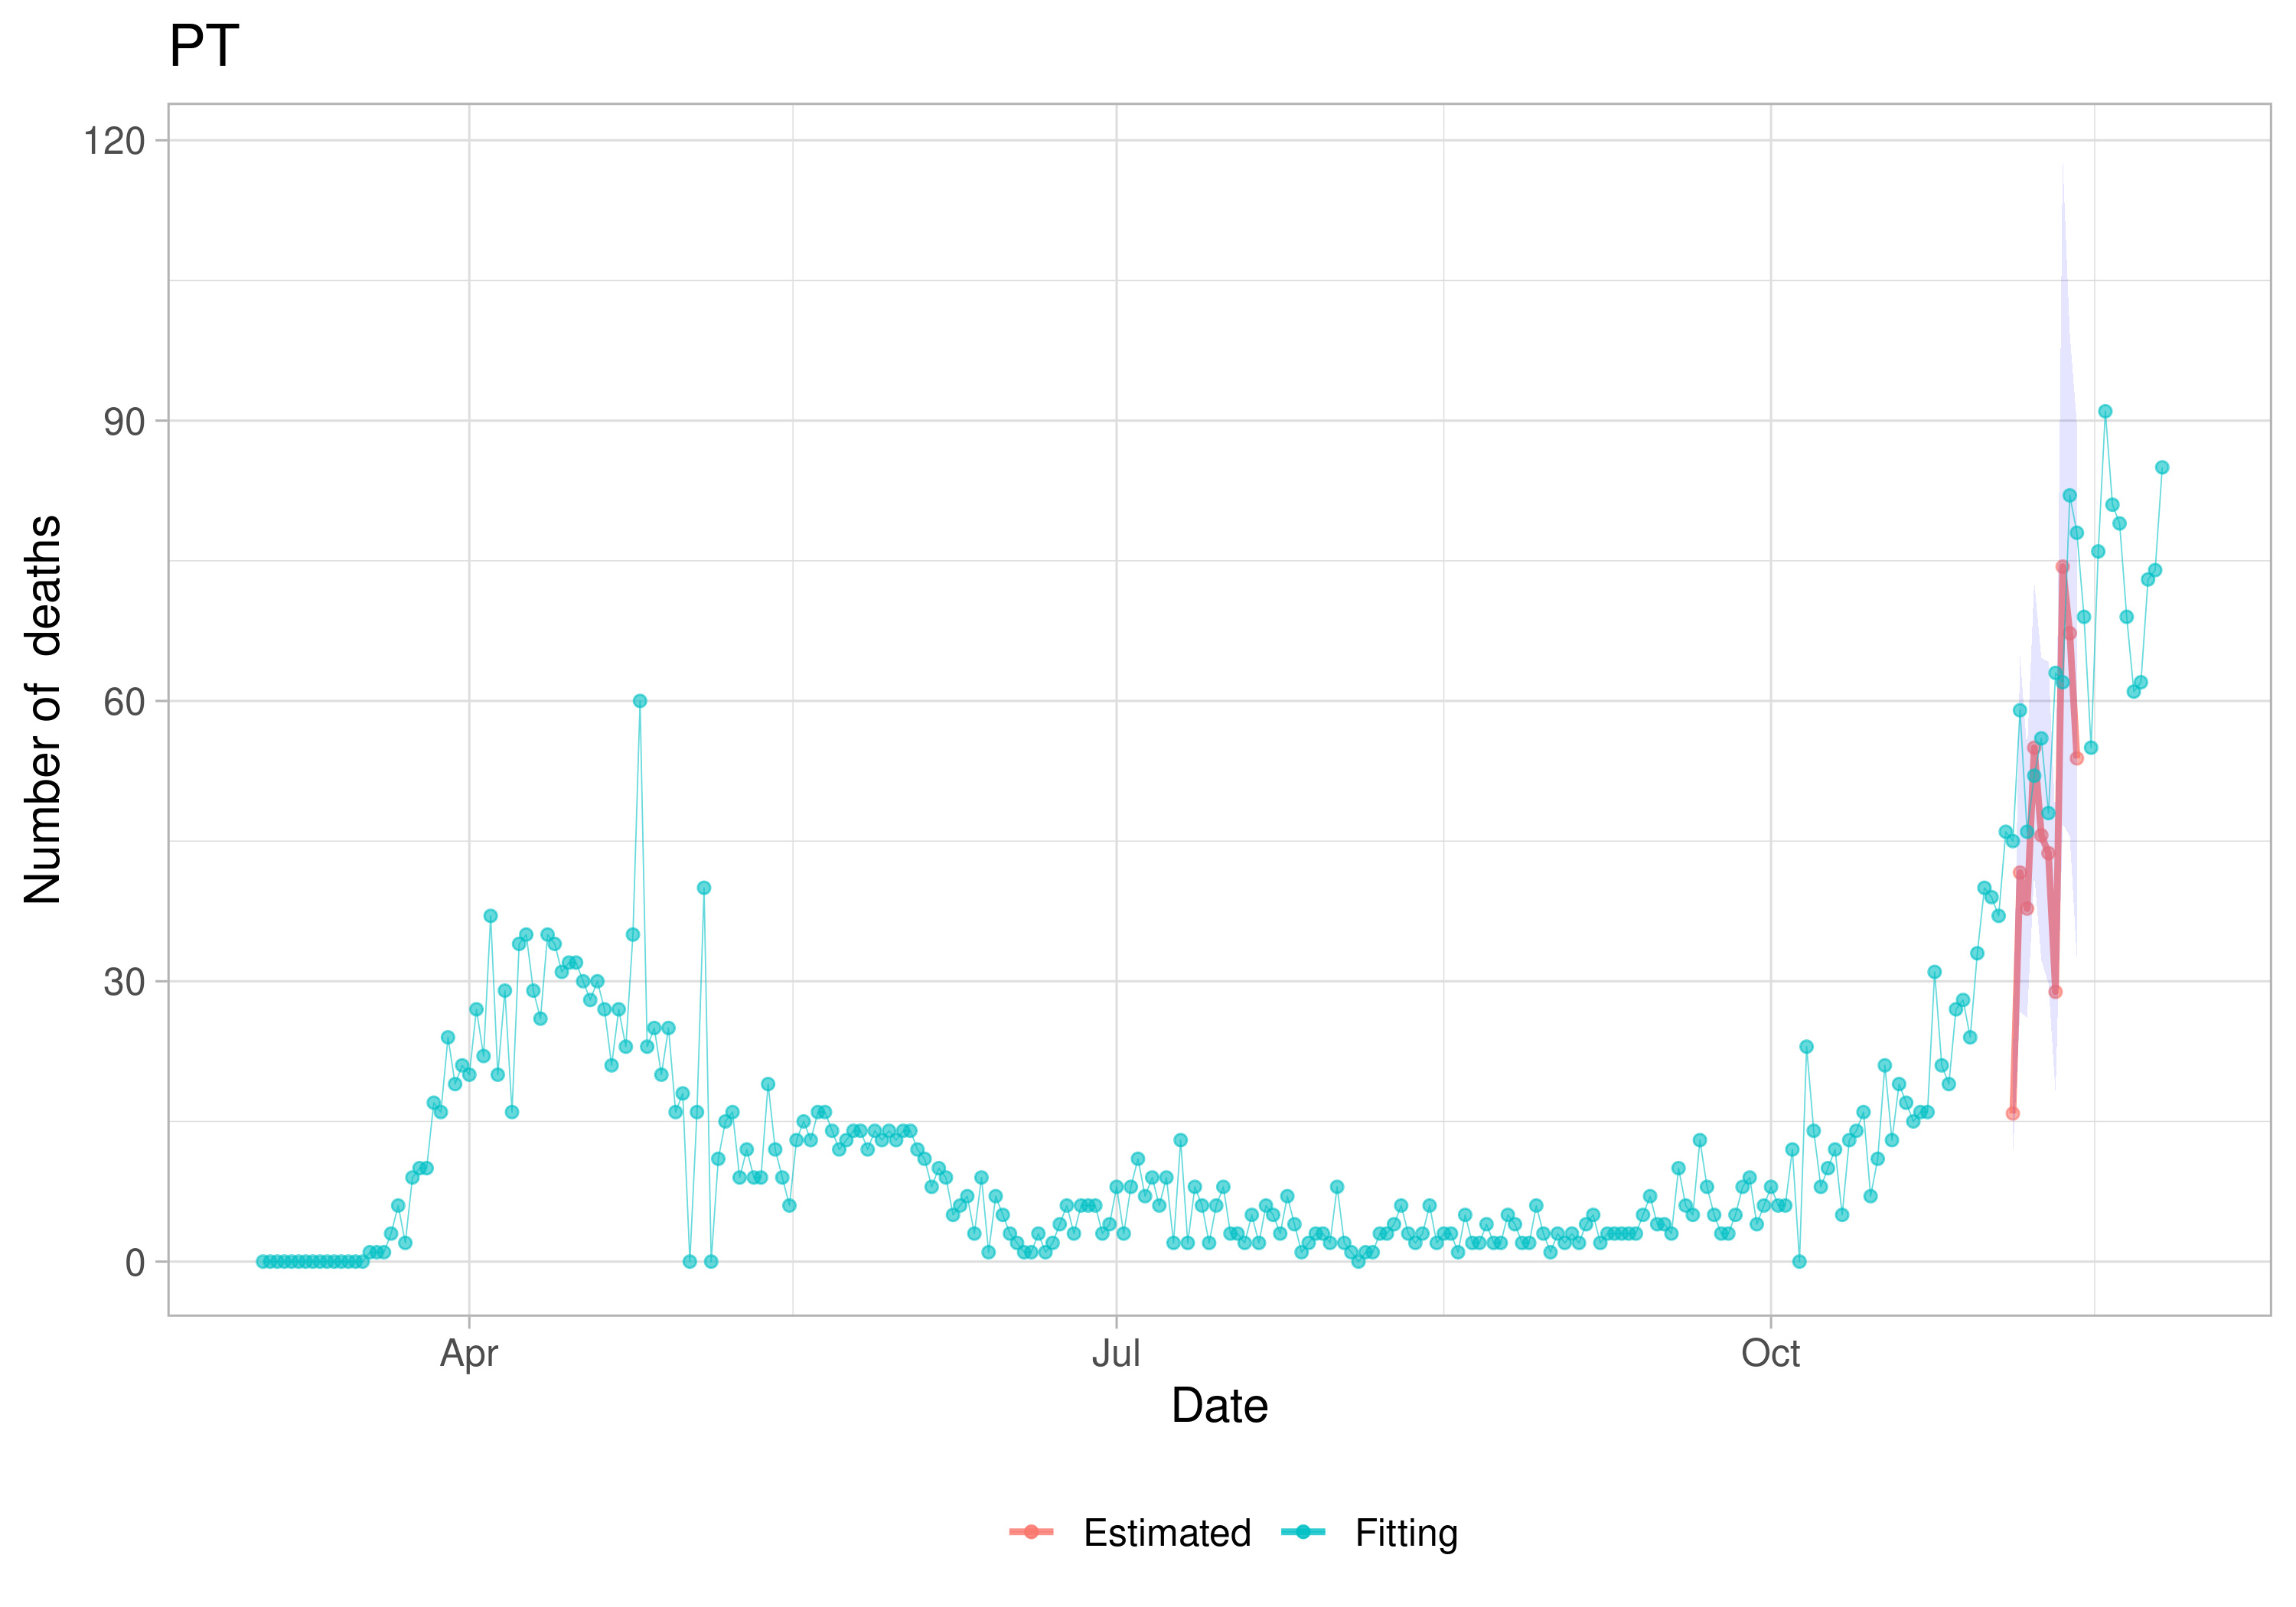 PT
120
90
60
30
0
Number of deaths
Apr
Jul
Oct
Date
Estimated
Fitting